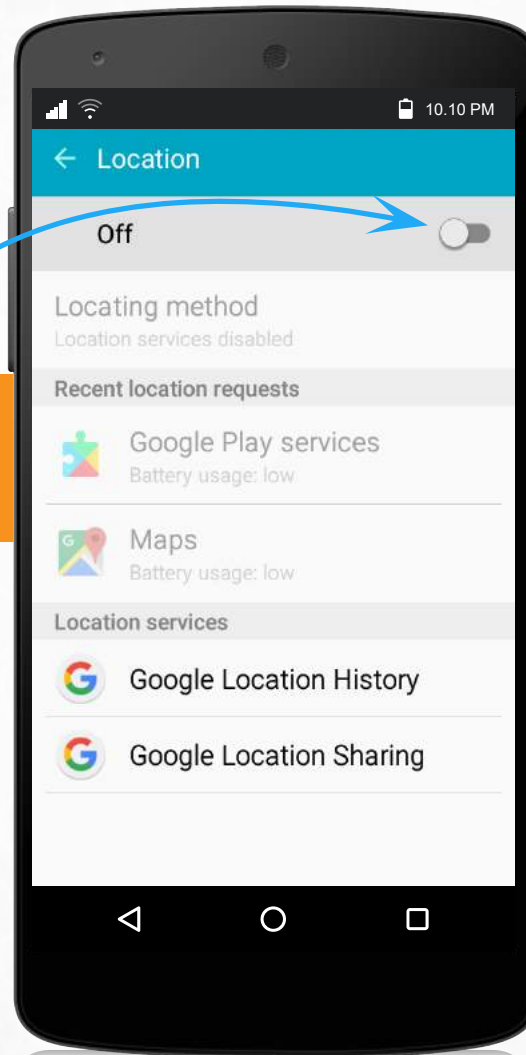 10.10 PM
Location
Off
Locating method
Location services disabled
Recent location requests
Google Play services
Battery usage: low
Maps
Battery usage: low
Location services
Google Location History
Google Location Sharing